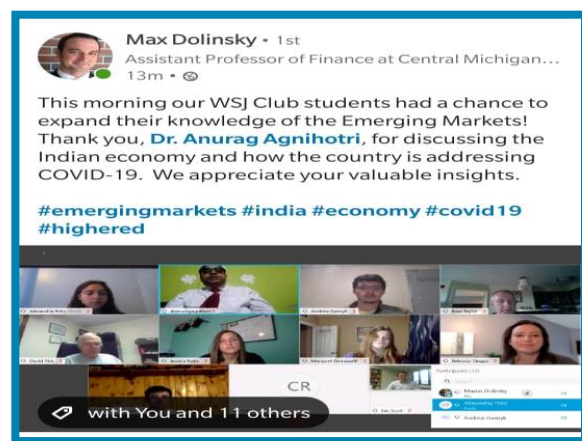 Max Dolinsky • 1st
Assistant Professor of Finance at Central Michigan...
13m •
This morning our WSJ Club students had a chance to
expand their knowledge of the Emerging Markets!
Thank you, Dr. Anurag Agnihotri, for discussing the
Indian economy and how the country is addressing
COVID-19. We appreciate your valuable insights.
#emergingmarkets #india #economy #covid19
#highered
CR
with You and 11 others